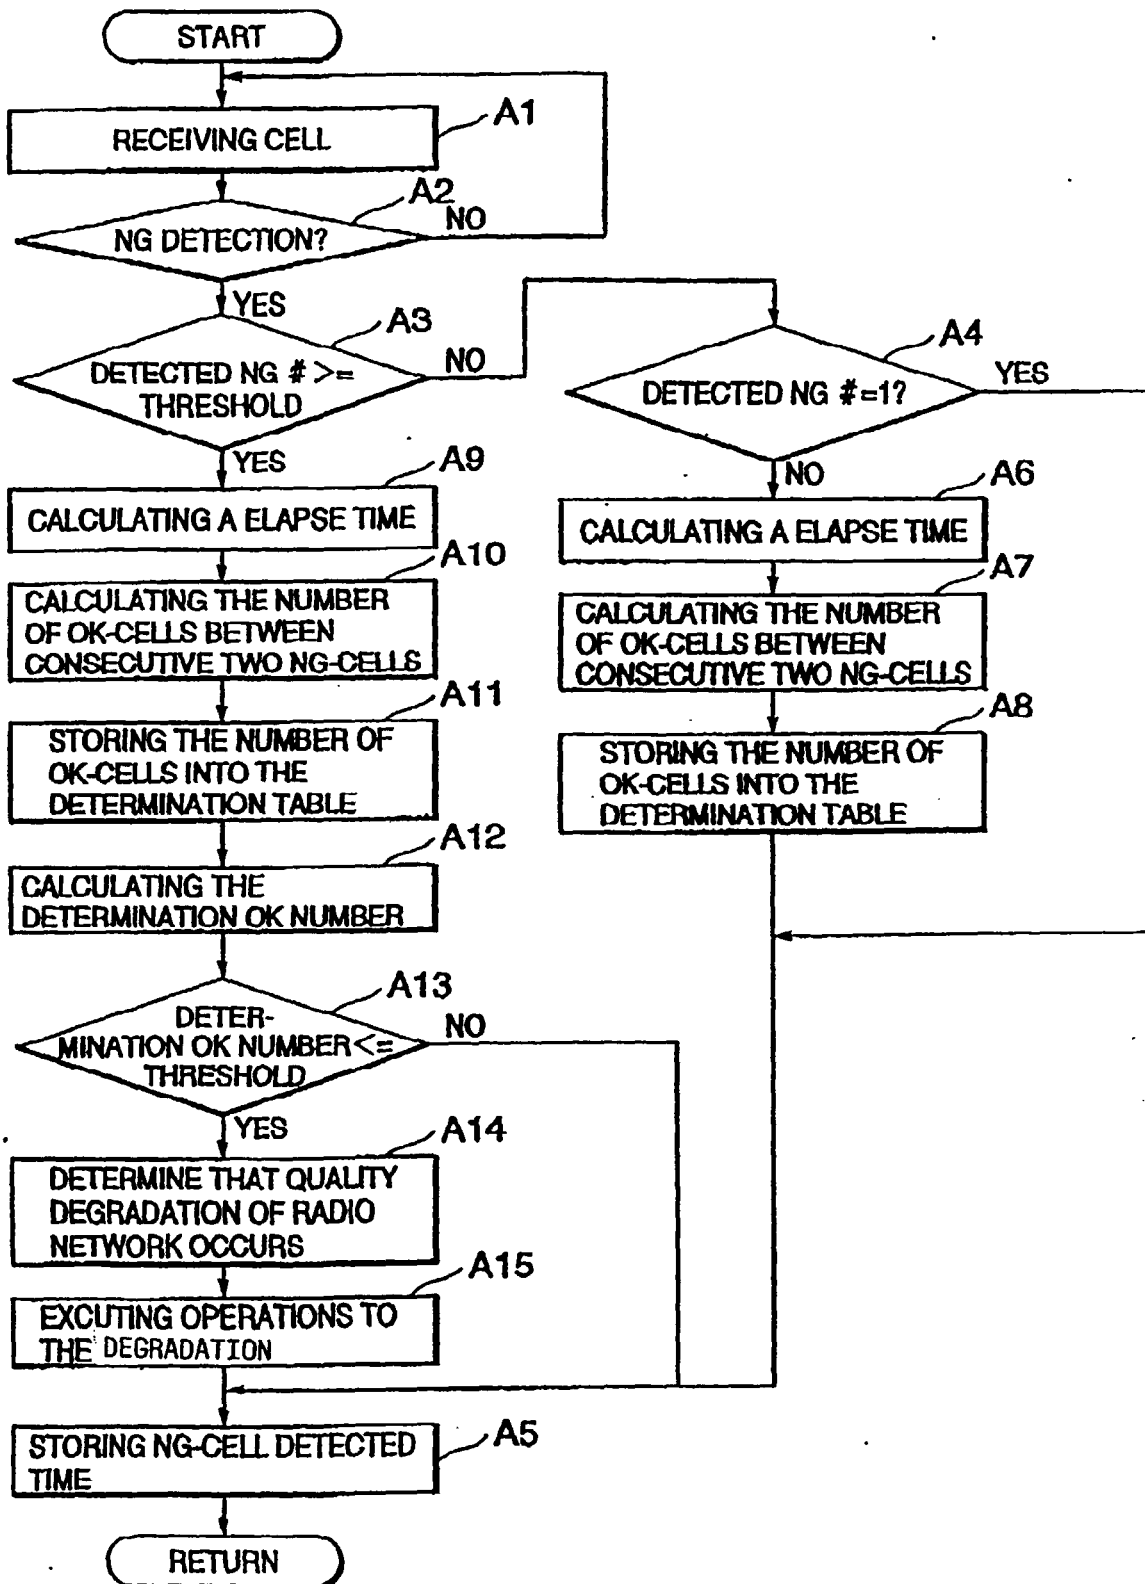 START
A1
RECEIVING CELL
A2
NO
NG DETECTION?
YES
A3
NO
DETECTED NG # >=
THRESHOLD
YES
A4
YES
DETECTED NG #=1?
NO
A9
CALCULATING A ELAPSE TIME
A10
CALCULATING THE NUMBER
OF OK-CELLS BETWEEN
CONSECUTIVE TWO NG-CELLS
A11
STORING THE NUMBER OF
OK-CELLS INTO THE
DETERMINATION TABLE
A12
CALCULATING THE
DETERMINATION OK NUMBER
A6
CALCULATING A ELAPSE TIME
A7
CALCULATING THE NUMBER
OF OK-CELLS BETWEEN
CONSECUTIVE TWO NG-CELLS
A8
STORING THE NUMBER OF
OK-CELLS INTO THE
DETERMINATION TABLE
A13
NO
DETER-
MINATION OK NUMBER <=
THRESHOLD
YES
A14
DETERMINE THAT QUALITY
DEGRADATION OF RADIO
NETWORK OCCURS
A15
EXCUTING OPERATIONS TO
THE DEGRADATION
A5
STORING NG-CELL DETECTED
TIME
RETURN